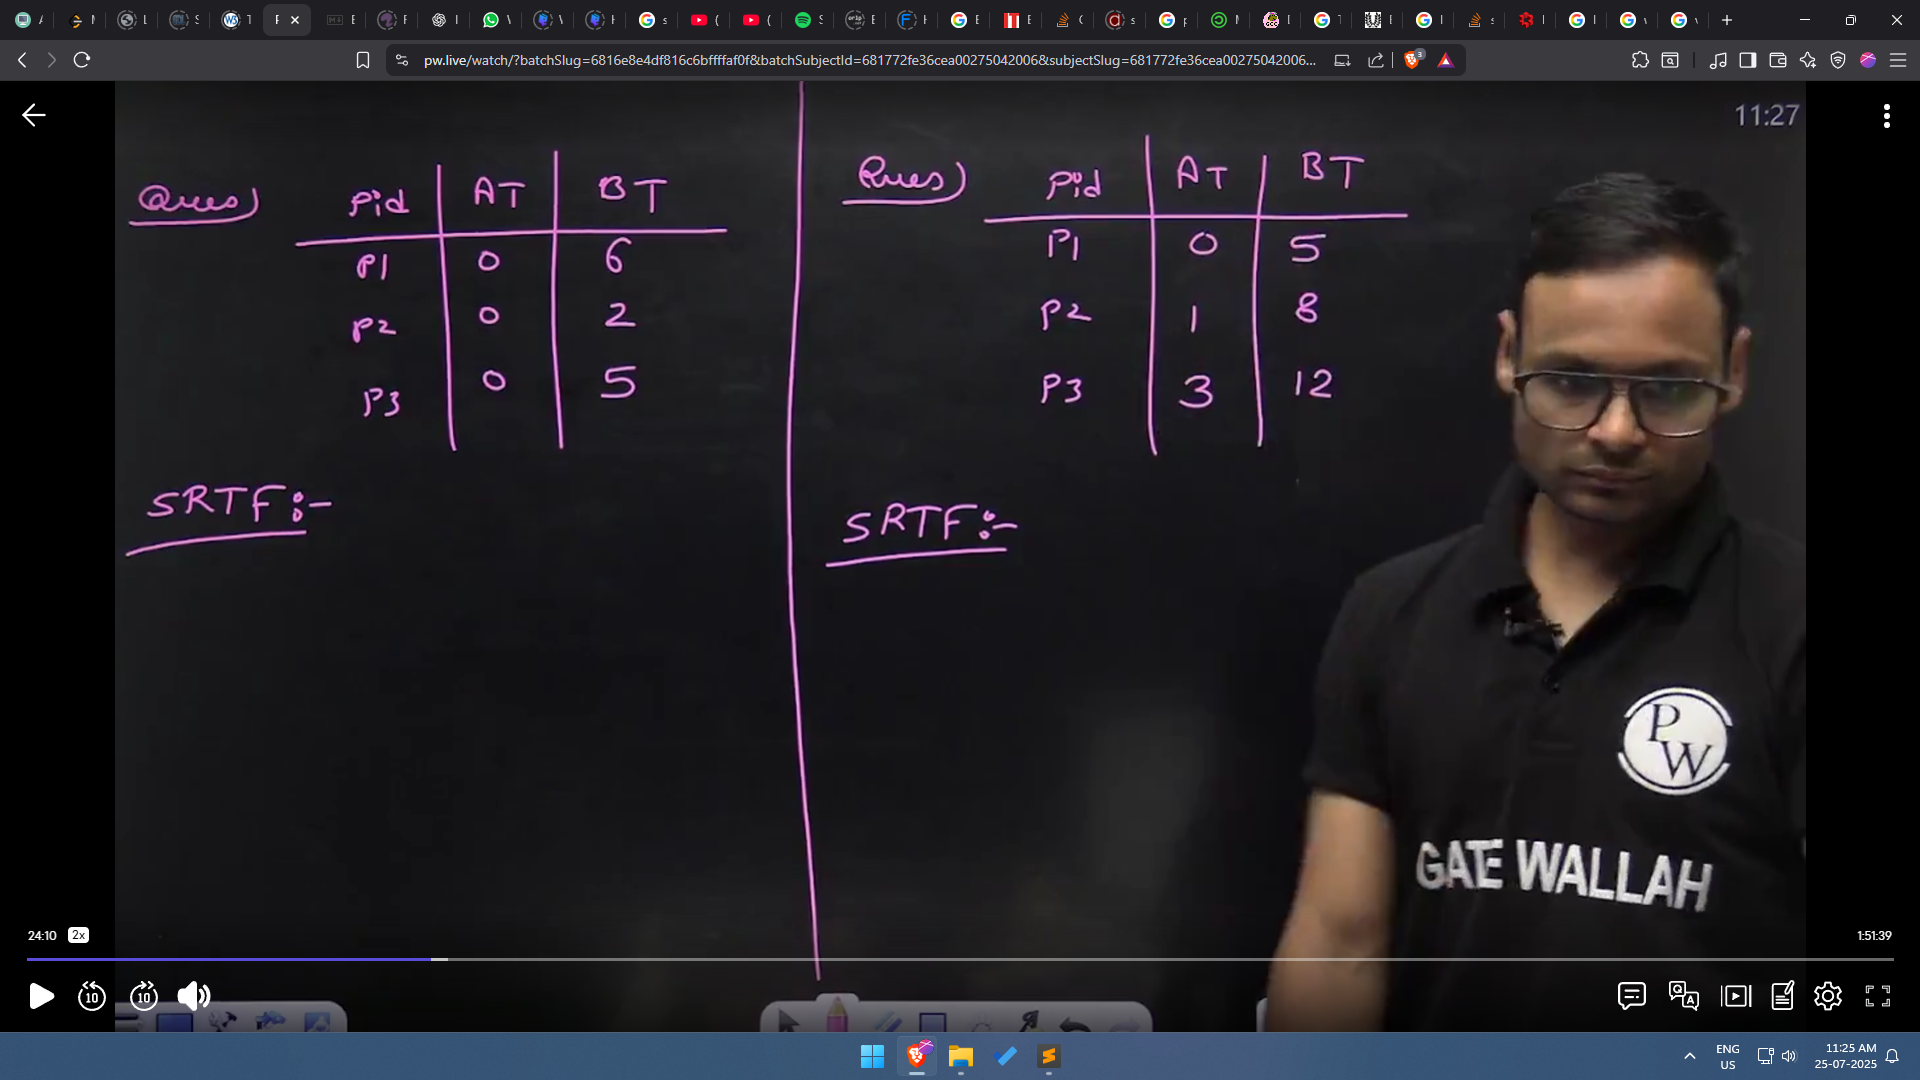 pw.live/watch/?batchSlug=6816e8e4df816c6bffffaf0f&batchSubjectId=681772fe36cea00275042006&subjectSlug=681772fe36cea00275042006...
3
11:27
Ques)
Pid AT BT
P1 0 6
P2 0 2
P3 0 5
SRTF:-
Ques)
Pid AT BT
P1 0 5
P2 1 8
P3 3 12
SRTF:-
PW
GATE WALLAH
24:10 2x
1:51:39
10 10
ENG
US
11:25 AM
25-07-2025